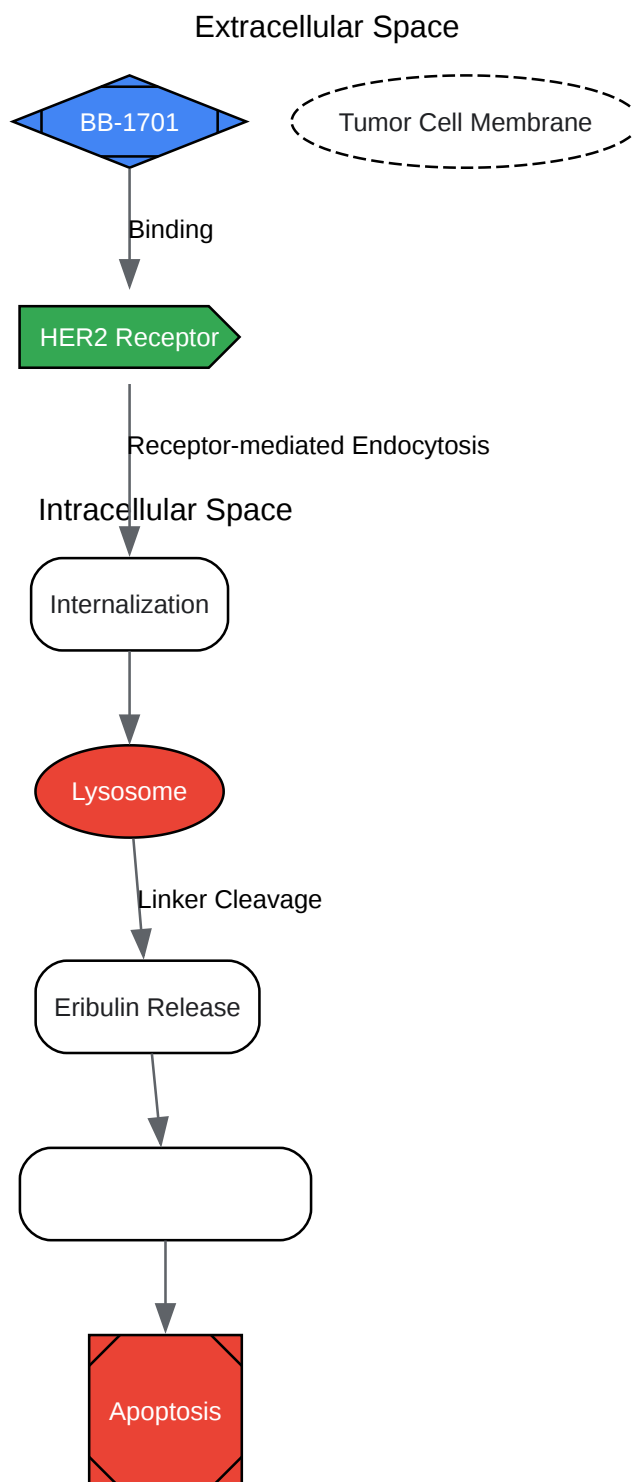 Extracellular Space
BB-1701
Tumor Cell Membrane
Binding
HER2 Receptor
Receptor-mediated Endocytosis
Intracellular Space
Internalization
Lysosome
Linker Cleavage
Eribulin Release
Apoptosis